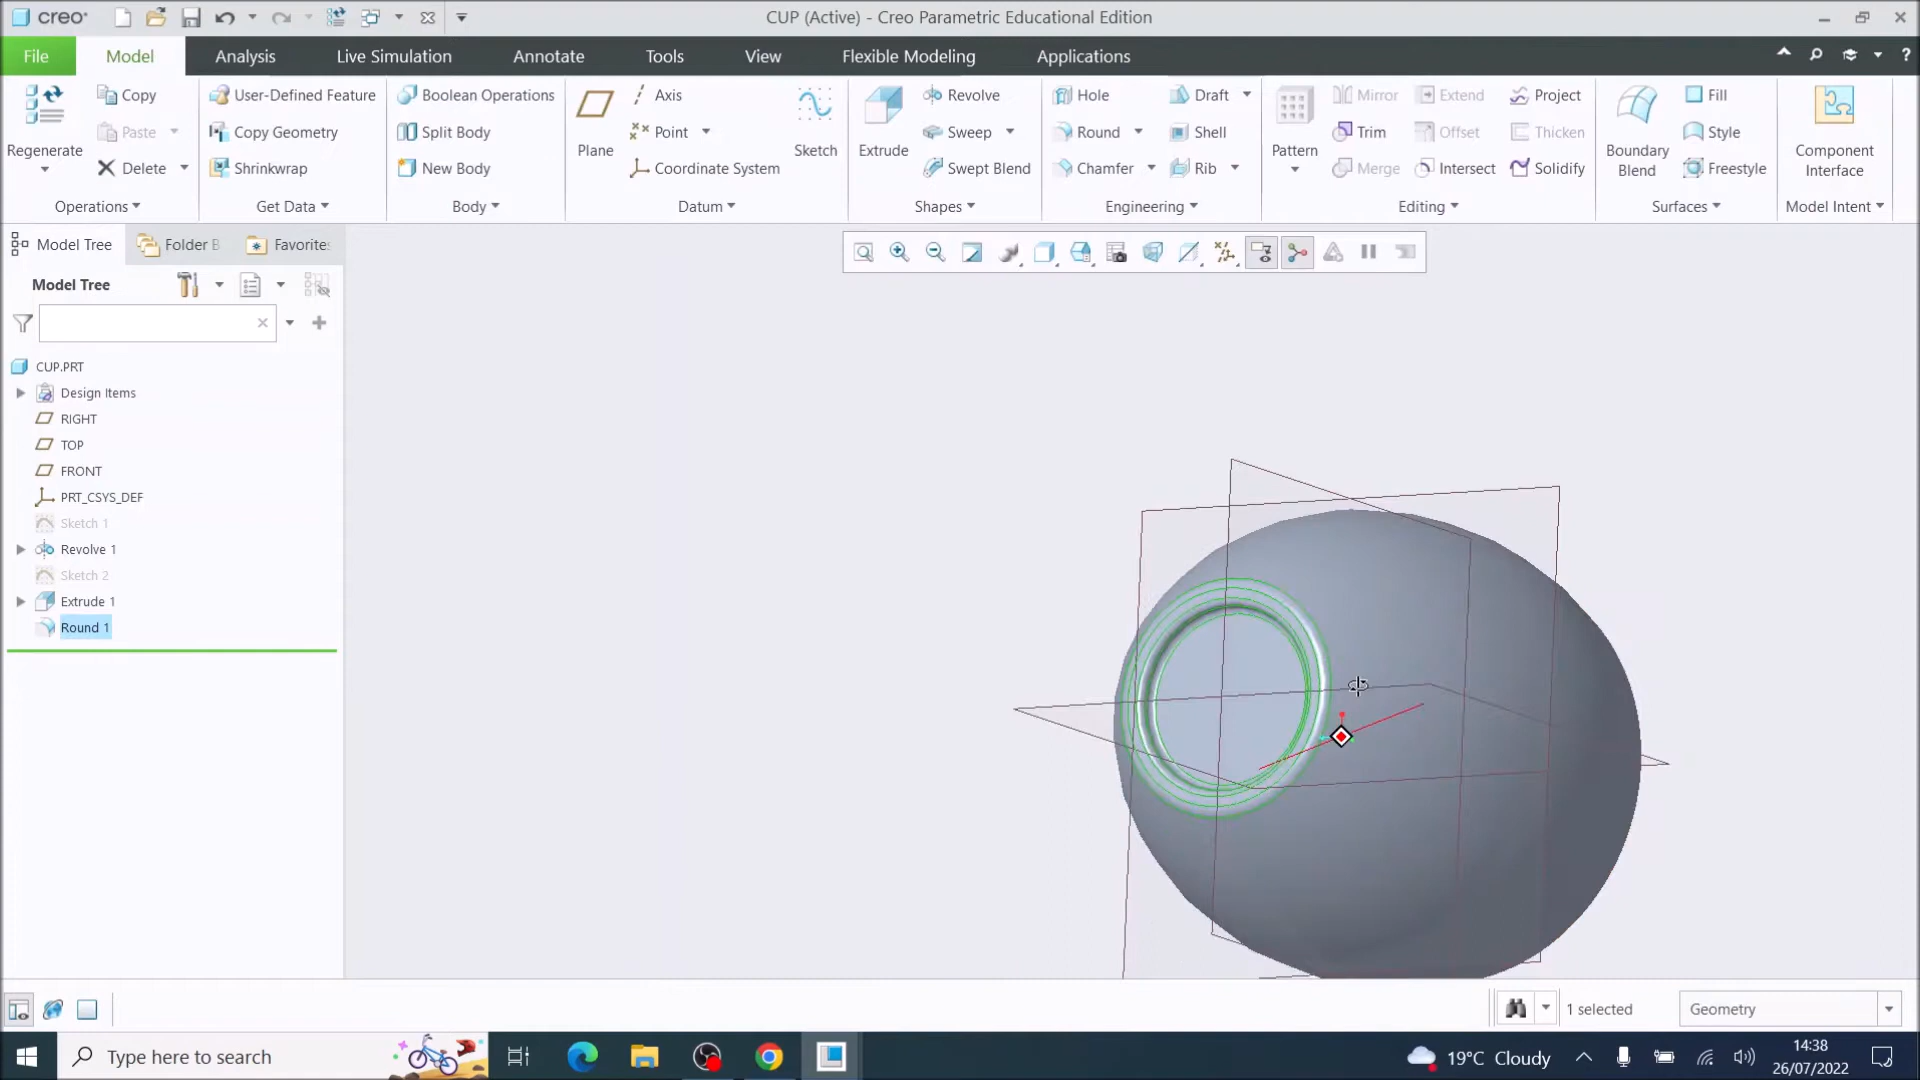 creo
CUP (Active) - Creo Parametric Educational Edition
File
Model
Analysis
Live Simulation
Annotate
Tools
View
Flexible Modeling
Applications
?
Regenerate
Copy
Paste
Delete
Operations
User-Defined Feature
Copy Geometry
Shrinkwrap
Get Data
Boolean Operations
Split Body
New Body
Body
Plane
Axis
Point
Coordinate System
Sketch
Datum
Extrude
Revolve
Sweep
Swept Blend
Shapes
Hole
Round
Chamfer
Draft
Shell
Rib
Engineering
Pattern
Mirror
Trim
Merge
Extend
Offset
Intersect
Project
Thicken
Solidify
Editing
Boundary
Blend
Fill
Style
Freestyle
Surfaces
Component
Interface
Model Intent
Model Tree
Folder B
Favorites
Model Tree
CUP.PRT
Design Items
RIGHT
TOP
FRONT
PRT_CSYS_DEF
Sketch 1
Revolve 1
Sketch 2
Extrude 1
Round 1
1 selected
Geometry
Type here to search
19°C Cloudy
14:38
26/07/2022